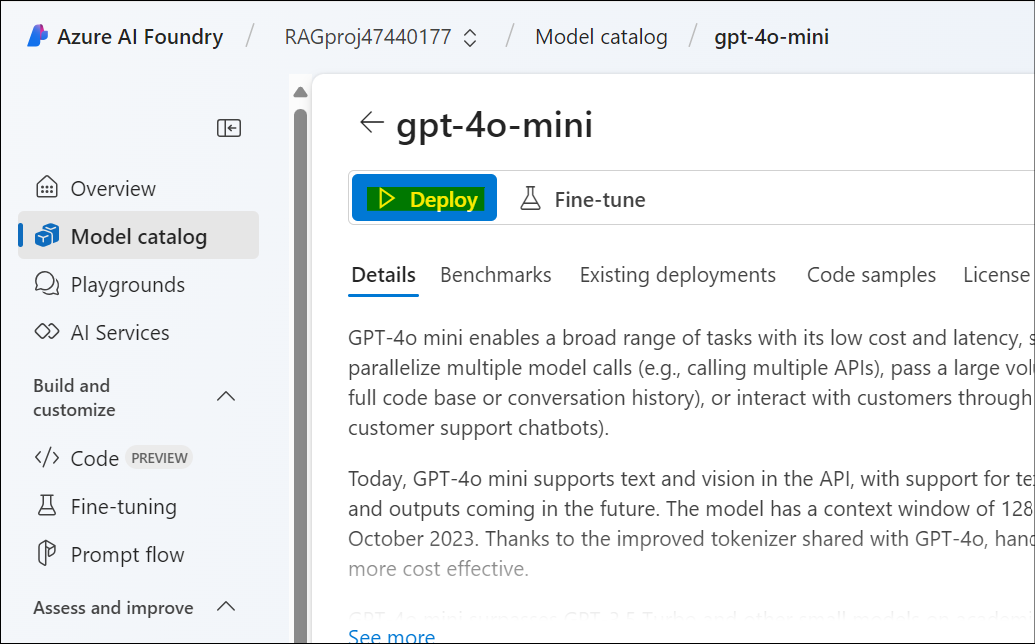 Azure AI Foundry / RAGproj47440177 / Model catalog / gpt-4o-mini
gpt-4o-mini
Deploy Fine-tune
Overview
Model catalog
Playgrounds
AI Services
Build and
customize
Code PREVIEW
Fine-tuning
Prompt flow
Assess and improve
Details Benchmarks Existing deployments Code samples License
GPT-4o mini enables a broad range of tasks with its low cost and latency, s
parallelize multiple model calls (e.g., calling multiple APIs), pass a large vol
full code base or conversation history), or interact with customers through
customer support chatbots).
Today, GPT-4o mini supports text and vision in the API, with support for te
and outputs coming in the future. The model has a context window of 128
October 2023. Thanks to the improved tokenizer shared with GPT-4o, hand
more cost effective.
See more